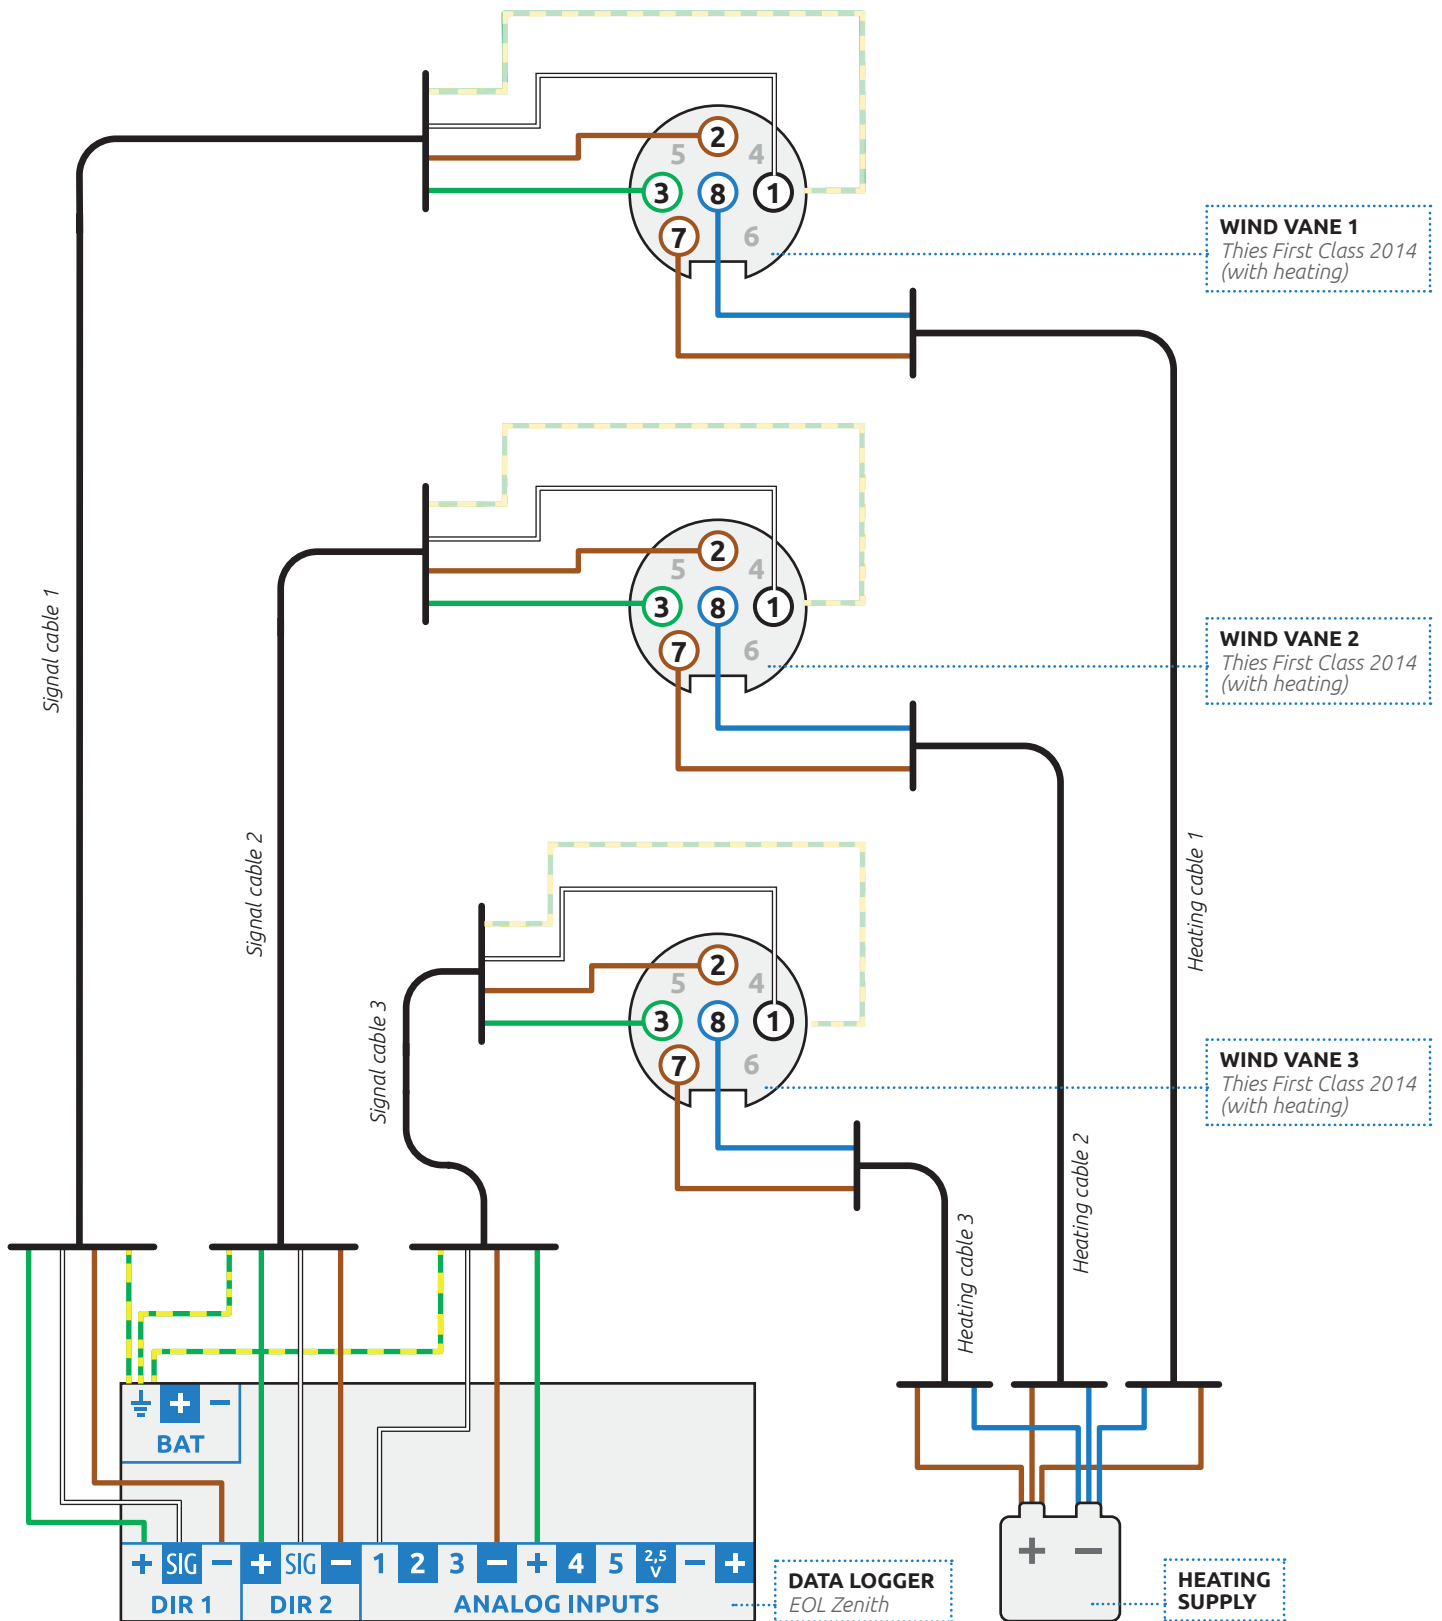 2
5
4
3
8
1
7
6
WIND VANE 1
Thies First Class 2014
(with heating)
2
5
4
3
8
1
7
6
WIND VANE 2
Thies First Class 2014
(with heating)
Signal cable 1
Signal cable 2
Heating cable 1
2
5
4
3
8
1
7
6
WIND VANE 3
Thies First Class 2014
(with heating)
Signal cable 3
Heating cable 2
Heating cable 3
+ −
BAT
+ SIG − + SIG − 1 2 3 − + 4 5 2,5 V − +
DIR 1 DIR 2 ANALOG INPUTS
DATA LOGGER
EOL Zenith
+ −
HEATING
SUPPLY